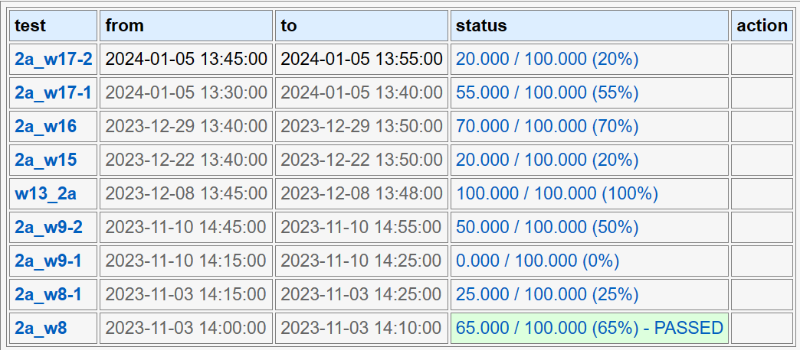 test from to status action
2a_w17-2 2024-01-05 13:45:00 2024-01-05 13:55:00 20.000 / 100.000 (20%)
2a_w17-1 2024-01-05 13:30:00 2024-01-05 13:40:00 55.000 / 100.000 (55%)
2a_w16 2023-12-29 13:40:00 2023-12-29 13:50:00 70.000 / 100.000 (70%)
2a_w15 2023-12-22 13:40:00 2023-12-22 13:50:00 20.000 / 100.000 (20%)
w13_2a 2023-12-08 13:45:00 2023-12-08 13:48:00 100.000 / 100.000 (100%)
2a_w9-2 2023-11-10 14:45:00 2023-11-10 14:55:00 50.000 / 100.000 (50%)
2a_w9-1 2023-11-10 14:15:00 2023-11-10 14:25:00 0.000 / 100.000 (0%)
2a_w8-1 2023-11-03 14:15:00 2023-11-03 14:25:00 25.000 / 100.000 (25%)
2a_w8 2023-11-03 14:00:00 2023-11-03 14:10:00 65.000 / 100.000 (65%) - PASSED